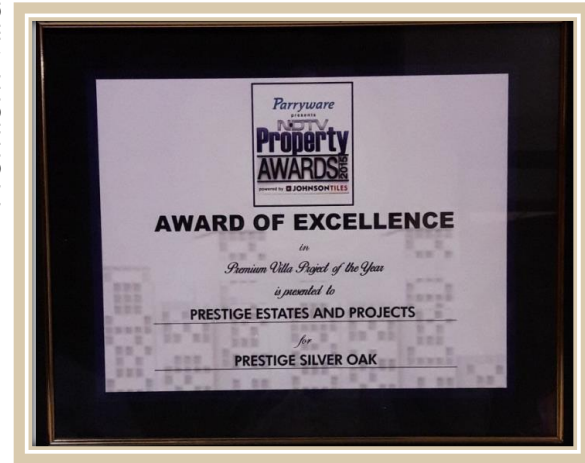 Parryware
presents
NDTV
Property
AWARDS 2015
powered by JOHNSON TILES
AWARD OF EXCELLENCE
in
Premium Villa Project of the Year
is presented to
PRESTIGE ESTATES AND PROJECTS
for
PRESTIGE SILVER OAK